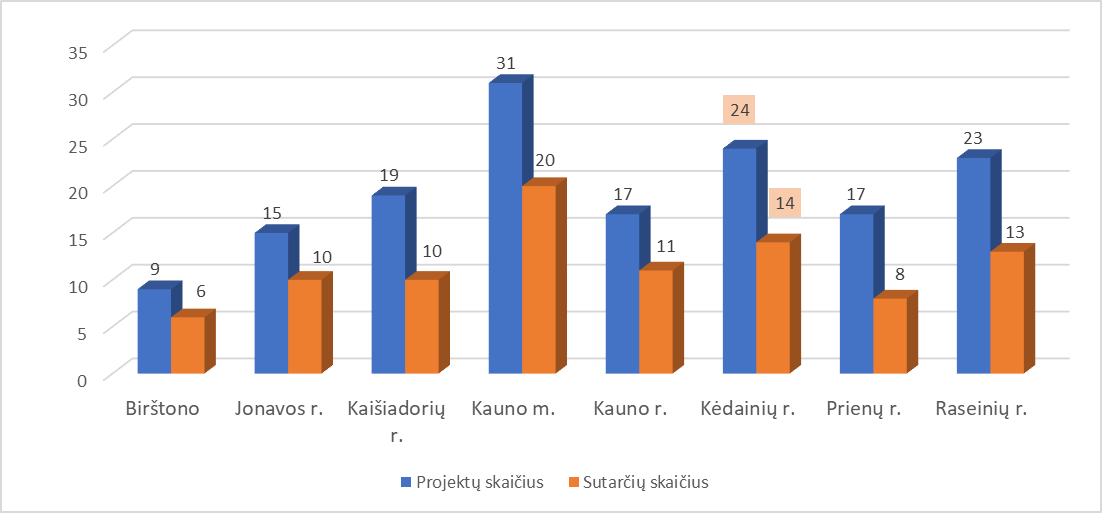 35
30
25
20
15
10
5
0
9
6
15
10
19
10
31
20
17
11
24
14
17
8
23
13
Birštono
Jonavos r.
Kaišiadorių
r.
Kauno m.
Kauno r.
Kėdainių r.
Prienų r.
Raseinių r.
Projektų skaičius
Sutarčių skaičius